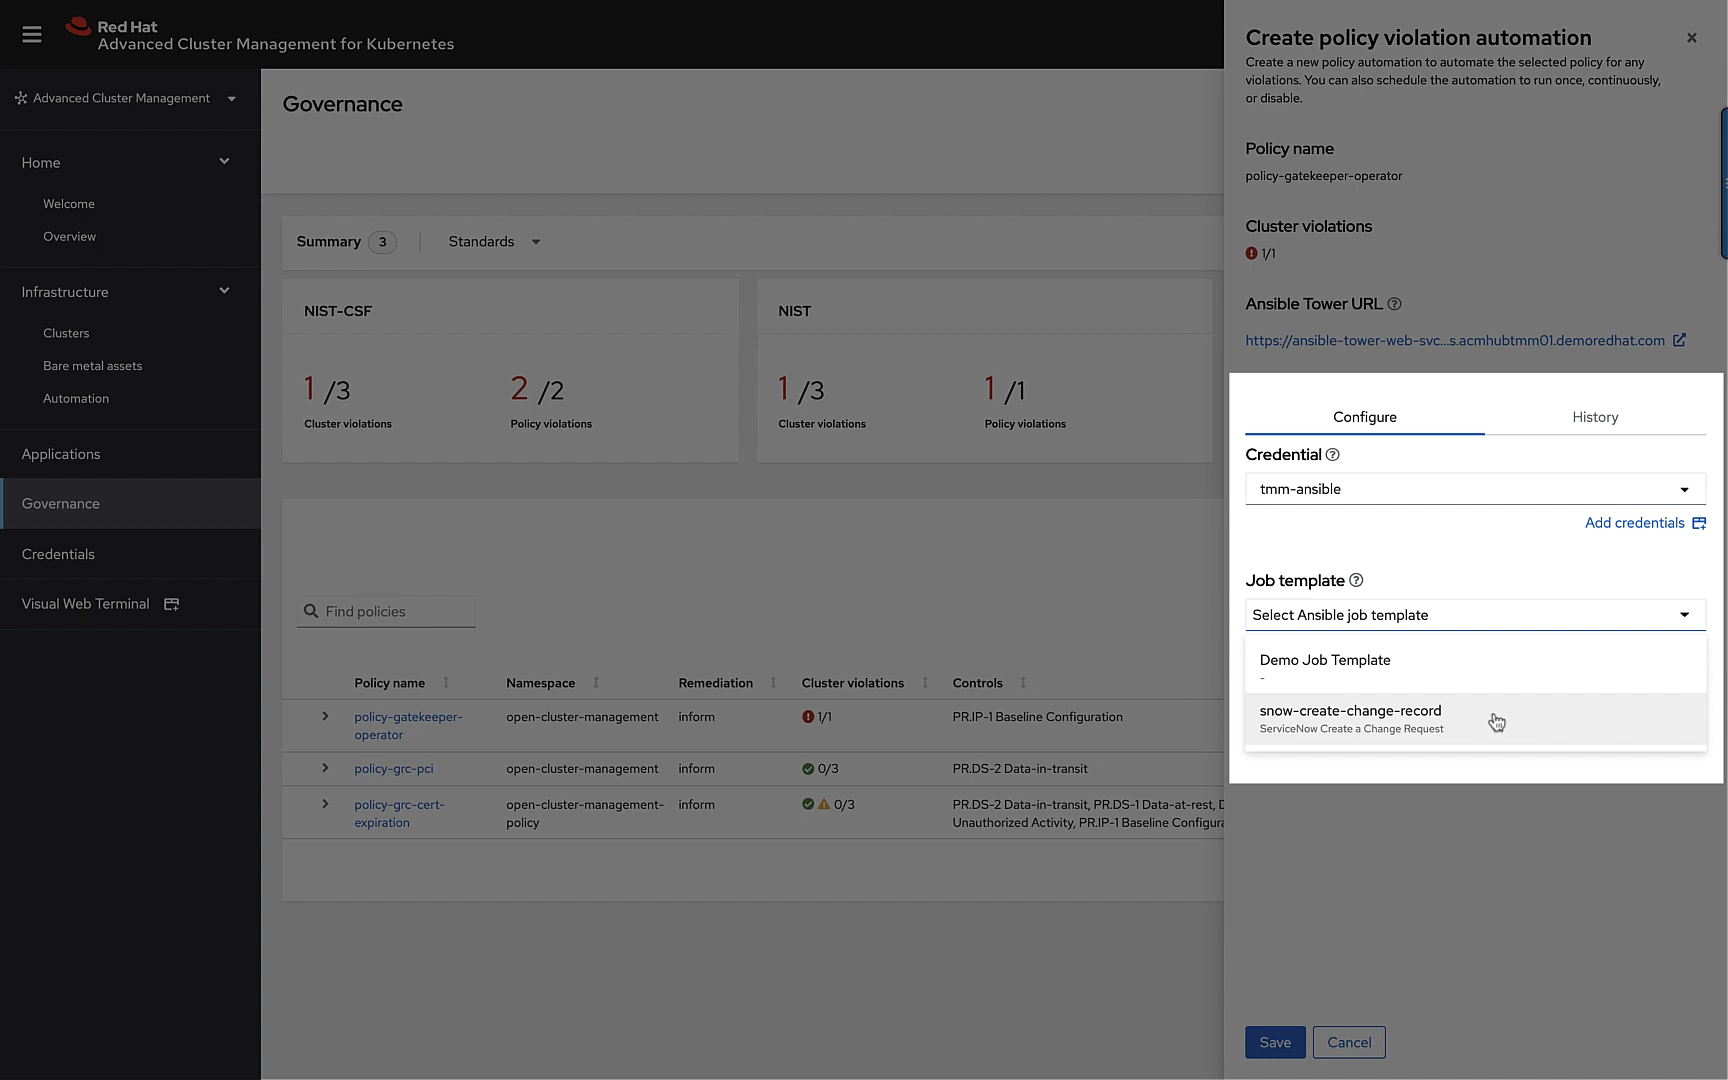 Red Hat
Advanced Cluster Management for Kubernetes
Advanced Cluster Management
Home
Welcome
Overview
Infrastructure
Clusters
Bare metal assets
Automation
Applications
Governance
Credentials
Visual Web Terminal
Governance
Summary 3
Standards
NIST-CSF
1 /3
Cluster violations
2 /2
Policy violations
NIST
1 /3
Cluster violations
1 /1
Policy violations
Find policies
Policy name Namespace Remediation Cluster violations Controls
policy-gatekeeper- open-cluster-management inform 1/1 PR.IP-1 Baseline Configuration
operator
policy-grc-pci open-cluster-management inform 0/3 PR.DS-2 Data-in-transit
policy-grc-cert- open-cluster-management- inform 0/3 PR.DS-2 Data-in-transit, PR.DS-1 Data-at-rest,
expiration policy Unauthorized Activity, PR.IP-1 Baseline Configura
Create policy violation automation
Create a new policy automation to automate the selected policy for any
violations. You can also schedule the automation to run once, continuously,
or disable.
Policy name
policy-gatekeeper-operator
Cluster violations
1/1
Ansible Tower URL
https://ansible-tower-web-svc...s.acmhubtmm01.demoredhat.com
Configure History
Credential
tmm-ansible
Add credentials
Job template
Select Ansible job template
Demo Job Template
-
snow-create-change-record
ServiceNow Create a Change Request
Save Cancel